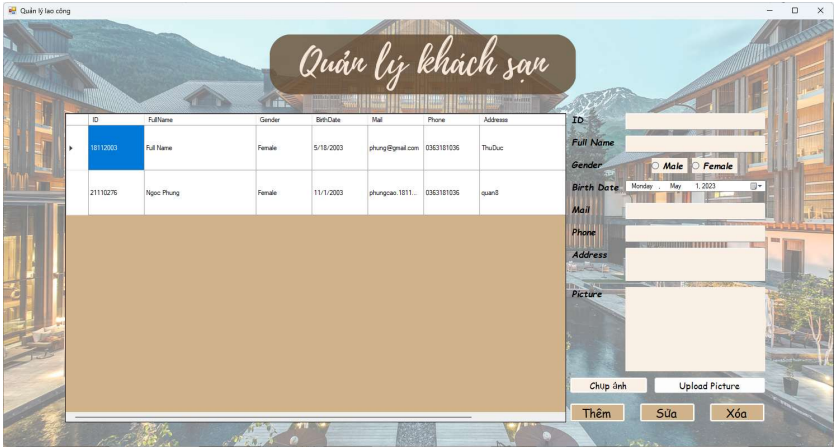 Quản lý lao công
Quản lý khách sạn
ID FullName Gender BirthDate Mail Phone Addresss
18112003 Full Name Female 5/18/2003 phung@gmail.com 0363181036 ThuDuc
21110276 Ngoc Phung Female 11/1/2003 phungcao.1811... 0363181036 quan8
ID
Full Name
Gender Male Female
Birth Date Monday , May 1, 2023
Mail
Phone
Address
Picture
Chụp ảnh Upload Picture
Thêm Sửa Xóa